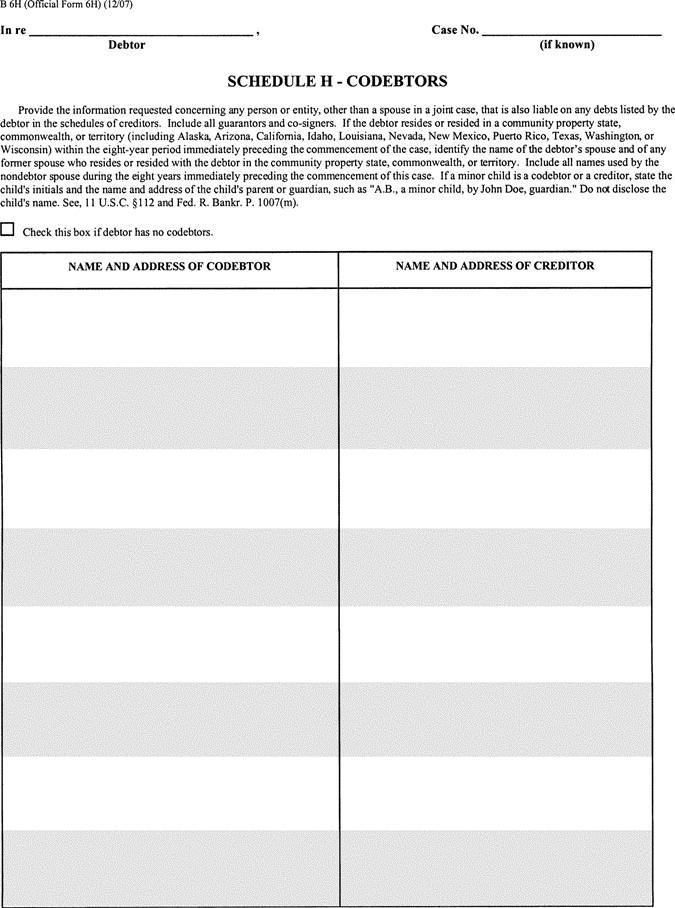 B 6H (Official Form 6H) (12/07)
In re ________________________________ , Case No. __________________________
Debtor (if known)
SCHEDULE H - CODEBTORS
Provide the information requested concerning any person or entity, other than a spouse in a joint case, that is also liable on any debts listed by the
debtor in the schedules of creditors. Include all guarantors and co-signers. If the debtor resides or resided in a community property state,
commonwealth, or territory (including Alaska, Arizona, California, Idaho, Louisiana, Nevada, New Mexico, Puerto Rico, Texas, Washington, or
Wisconsin) within the eight-year period immediately preceding the commencement of the case, identify the name of the debtor's spouse and of any
former spouse who resides or resided with the debtor in the community property state, commonwealth, or territory. Include all names used by the
nondebtor spouse during the eight years immediately preceding the commencement of this case. If a minor child is a codebtor or a creditor, state the
child's initials and the name and address of the child's parent or guardian, such as "A.B., a minor child, by John Doe, guardian." Do not disclose the
child's name. See, 11 U.S.C. §112 and Fed. R. Bankr. P. 1007(m).
Check this box if debtor has no codebtors.
NAME AND ADDRESS OF CODEBTOR NAME AND ADDRESS OF CREDITOR